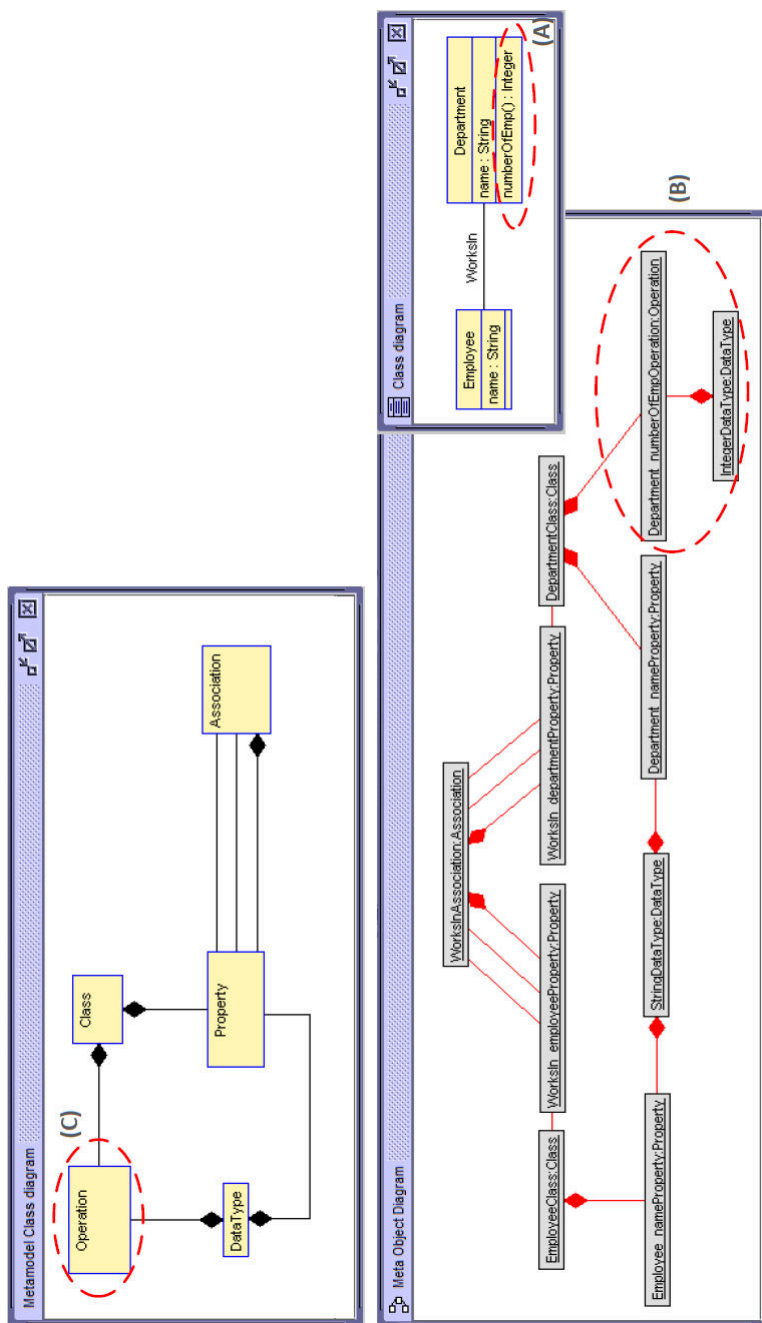 Metamodel Class diagram
Operation
(C)
Class
DataType
Property
Association
Class diagram
Employee
name : String
WorksIn
Department
name : String
numberOfEmp() : Integer
(A)
Meta Object Diagram
WorksInAssociation:Association
EmployeeClass:Class
WorksIn_employeeProperty:Property
WorksIn_departmentProperty:Property
DepartmentClass:Class
Employee_nameProperty:Property
StringDataType:DataType
Department_nameProperty:Property
Department_numberOfEmpOperation:Operation
IntegerDataType:DataType
(B)